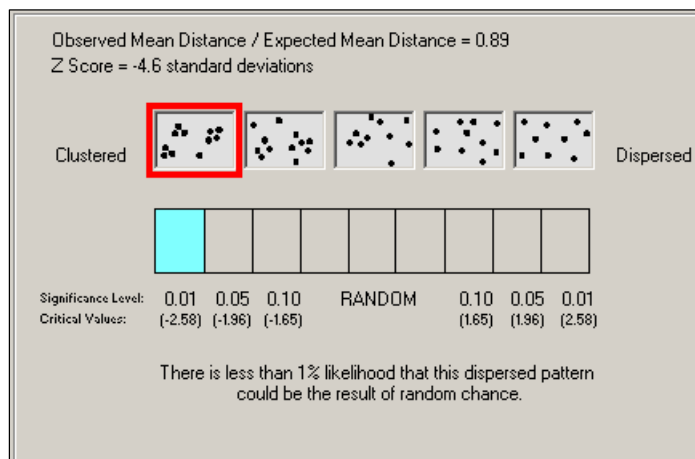 Observed Mean Distance / Expected Mean Distance = 0.89
Z Score = -4.6 standard deviations
Clustered Dispersed
Significance Level: 0.01 0.05 0.10 RANDOM 0.10 0.05 0.01
Critical Values: (-2.58) (-1.96) (-1.65) (1.65) (1.96) (2.58)
There is less than 1% likelihood that this dispersed pattern
could be the result of random chance.